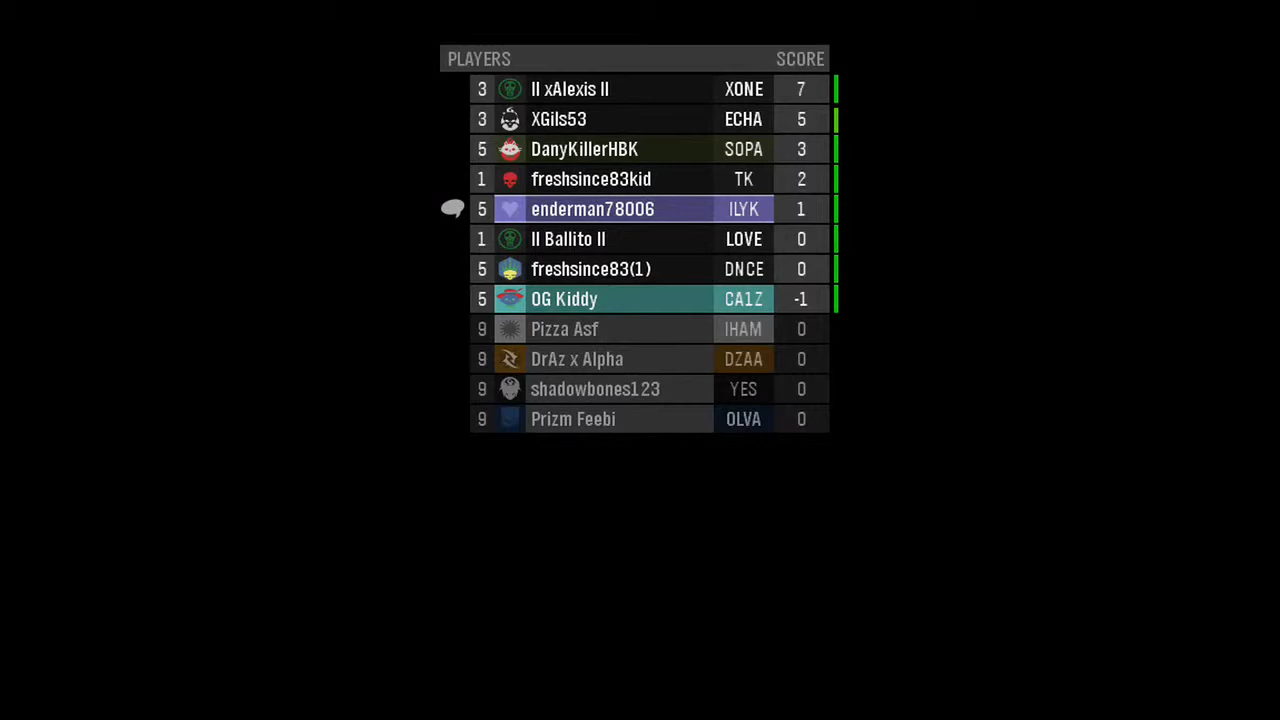 PLAYERS SCORE
3 II xAlexis II XONE 7
3 XGils53 ECHA 5
5 DanyKillerHBK SOPA 3
1 freshsince83kid TK 2
5 enderman78006 ILYK 1
1 II Ballito II LOVE 0
5 freshsince83(1) DNCE 0
5 OG Kiddy CA1Z -1
9 Pizza Asf IHAM 0
9 DrAz x Alpha DZAA 0
9 shadowbones123 YES 0
9 Prizm Feebi OLVA 0